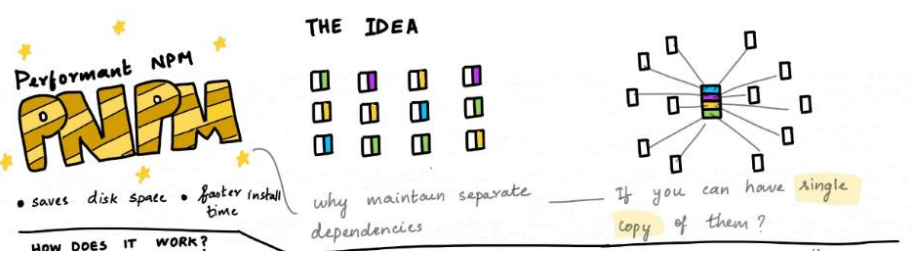 Performant NPM
PNPM
• saves disk space • faster install
time
HOW DOES IT WORK?
THE IDEA
why maintain separate
dependencies
If you can have single
copy of them?